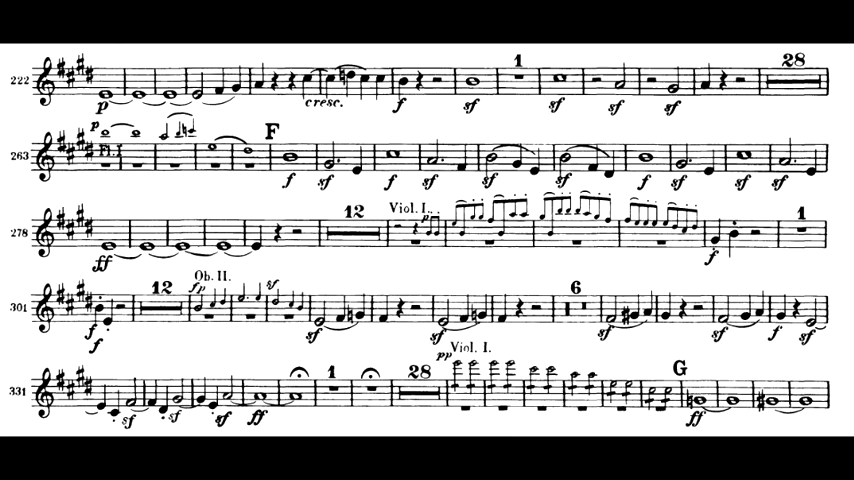 222 p cresc. f sf 1 sf sf sf 28
263 p Fl. I F f sf f sf sf sf f sf sf
278 ff 12 Viol. I. p f 1
301 f f 12 Ob. II. fp sf sf sf 6 sf sf f sf
331 sf sf sf ff 1 28 pp Viol. I. G ff